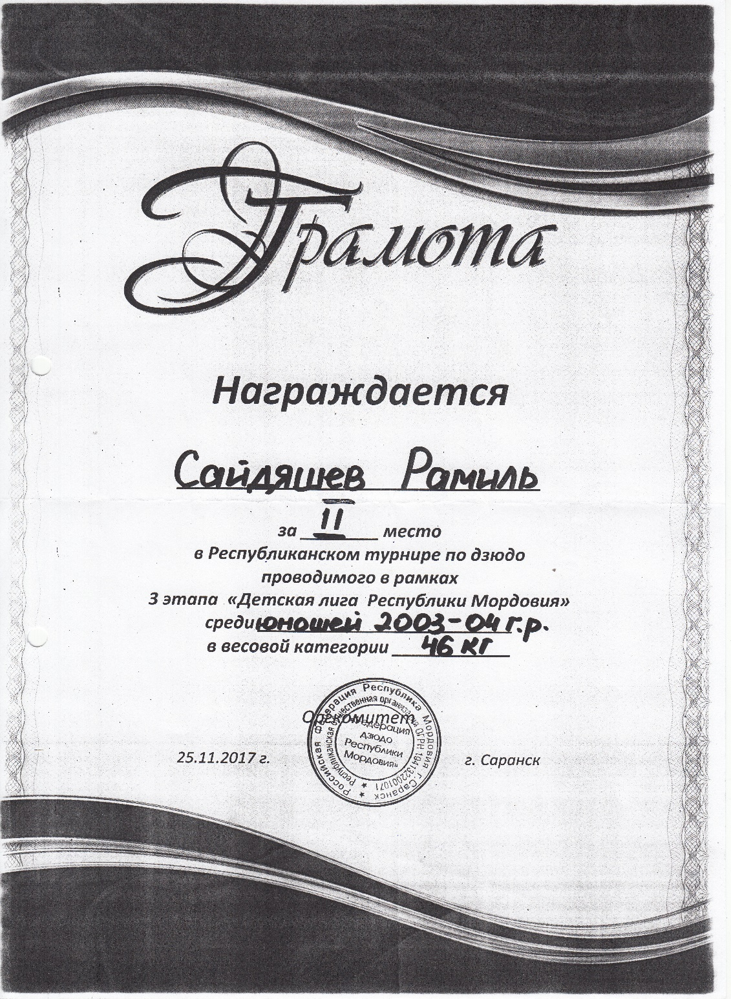 Грамота
Награждается
Сайдяшев Рамиль
за II место
в Республиканском турнире по дзюдо
проводимого в рамках
3 этапа «Детская лига Республики Мордовия»
среди юношей 2003-04 г.р.
в весовой категории 46 кг
Оргкомитет
25.11.2017 г.
г. Саранск
Российская Федерация Республика Мордовия г.Саранск
Республиканская общественная организация ОГРН
«Федерация
дзюдо
Республики
Мордовия»